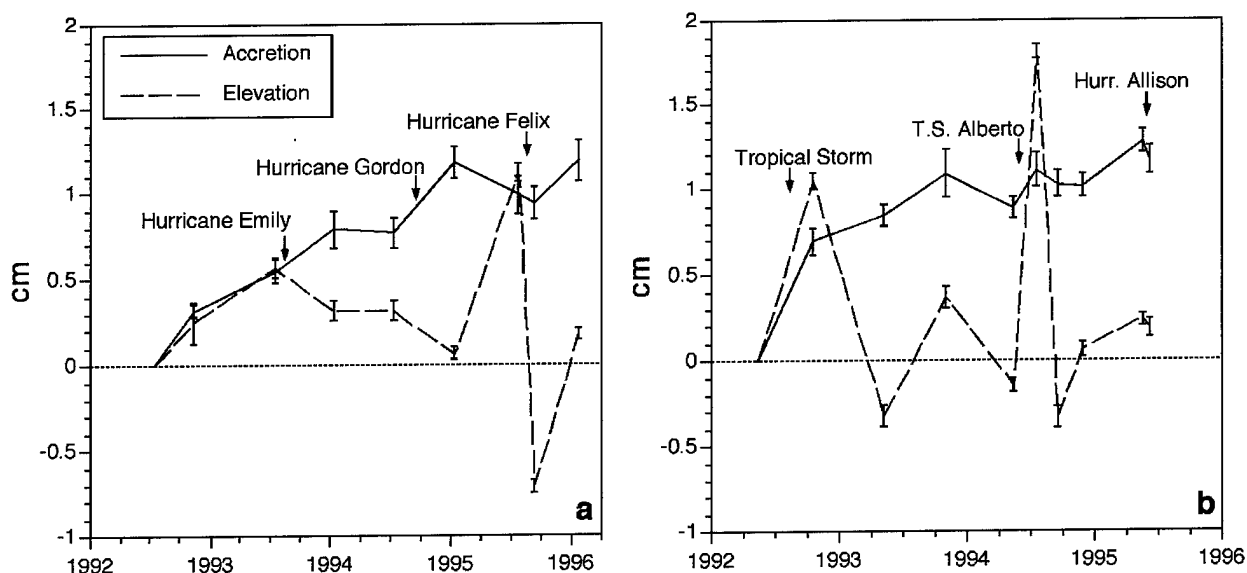 2
1.5
1
0.5
0
-0.5
-1
cm
Accretion
Elevation
Hurricane Felix
Hurricane Gordon
Hurricane Emily
a
1992
1993
1994
1995
1996
2
1.5
1
0.5
0
-0.5
-1
cm
Hurr. Allison
T.S. Alberto
Tropical Storm
b
1992
1993
1994
1995
1996